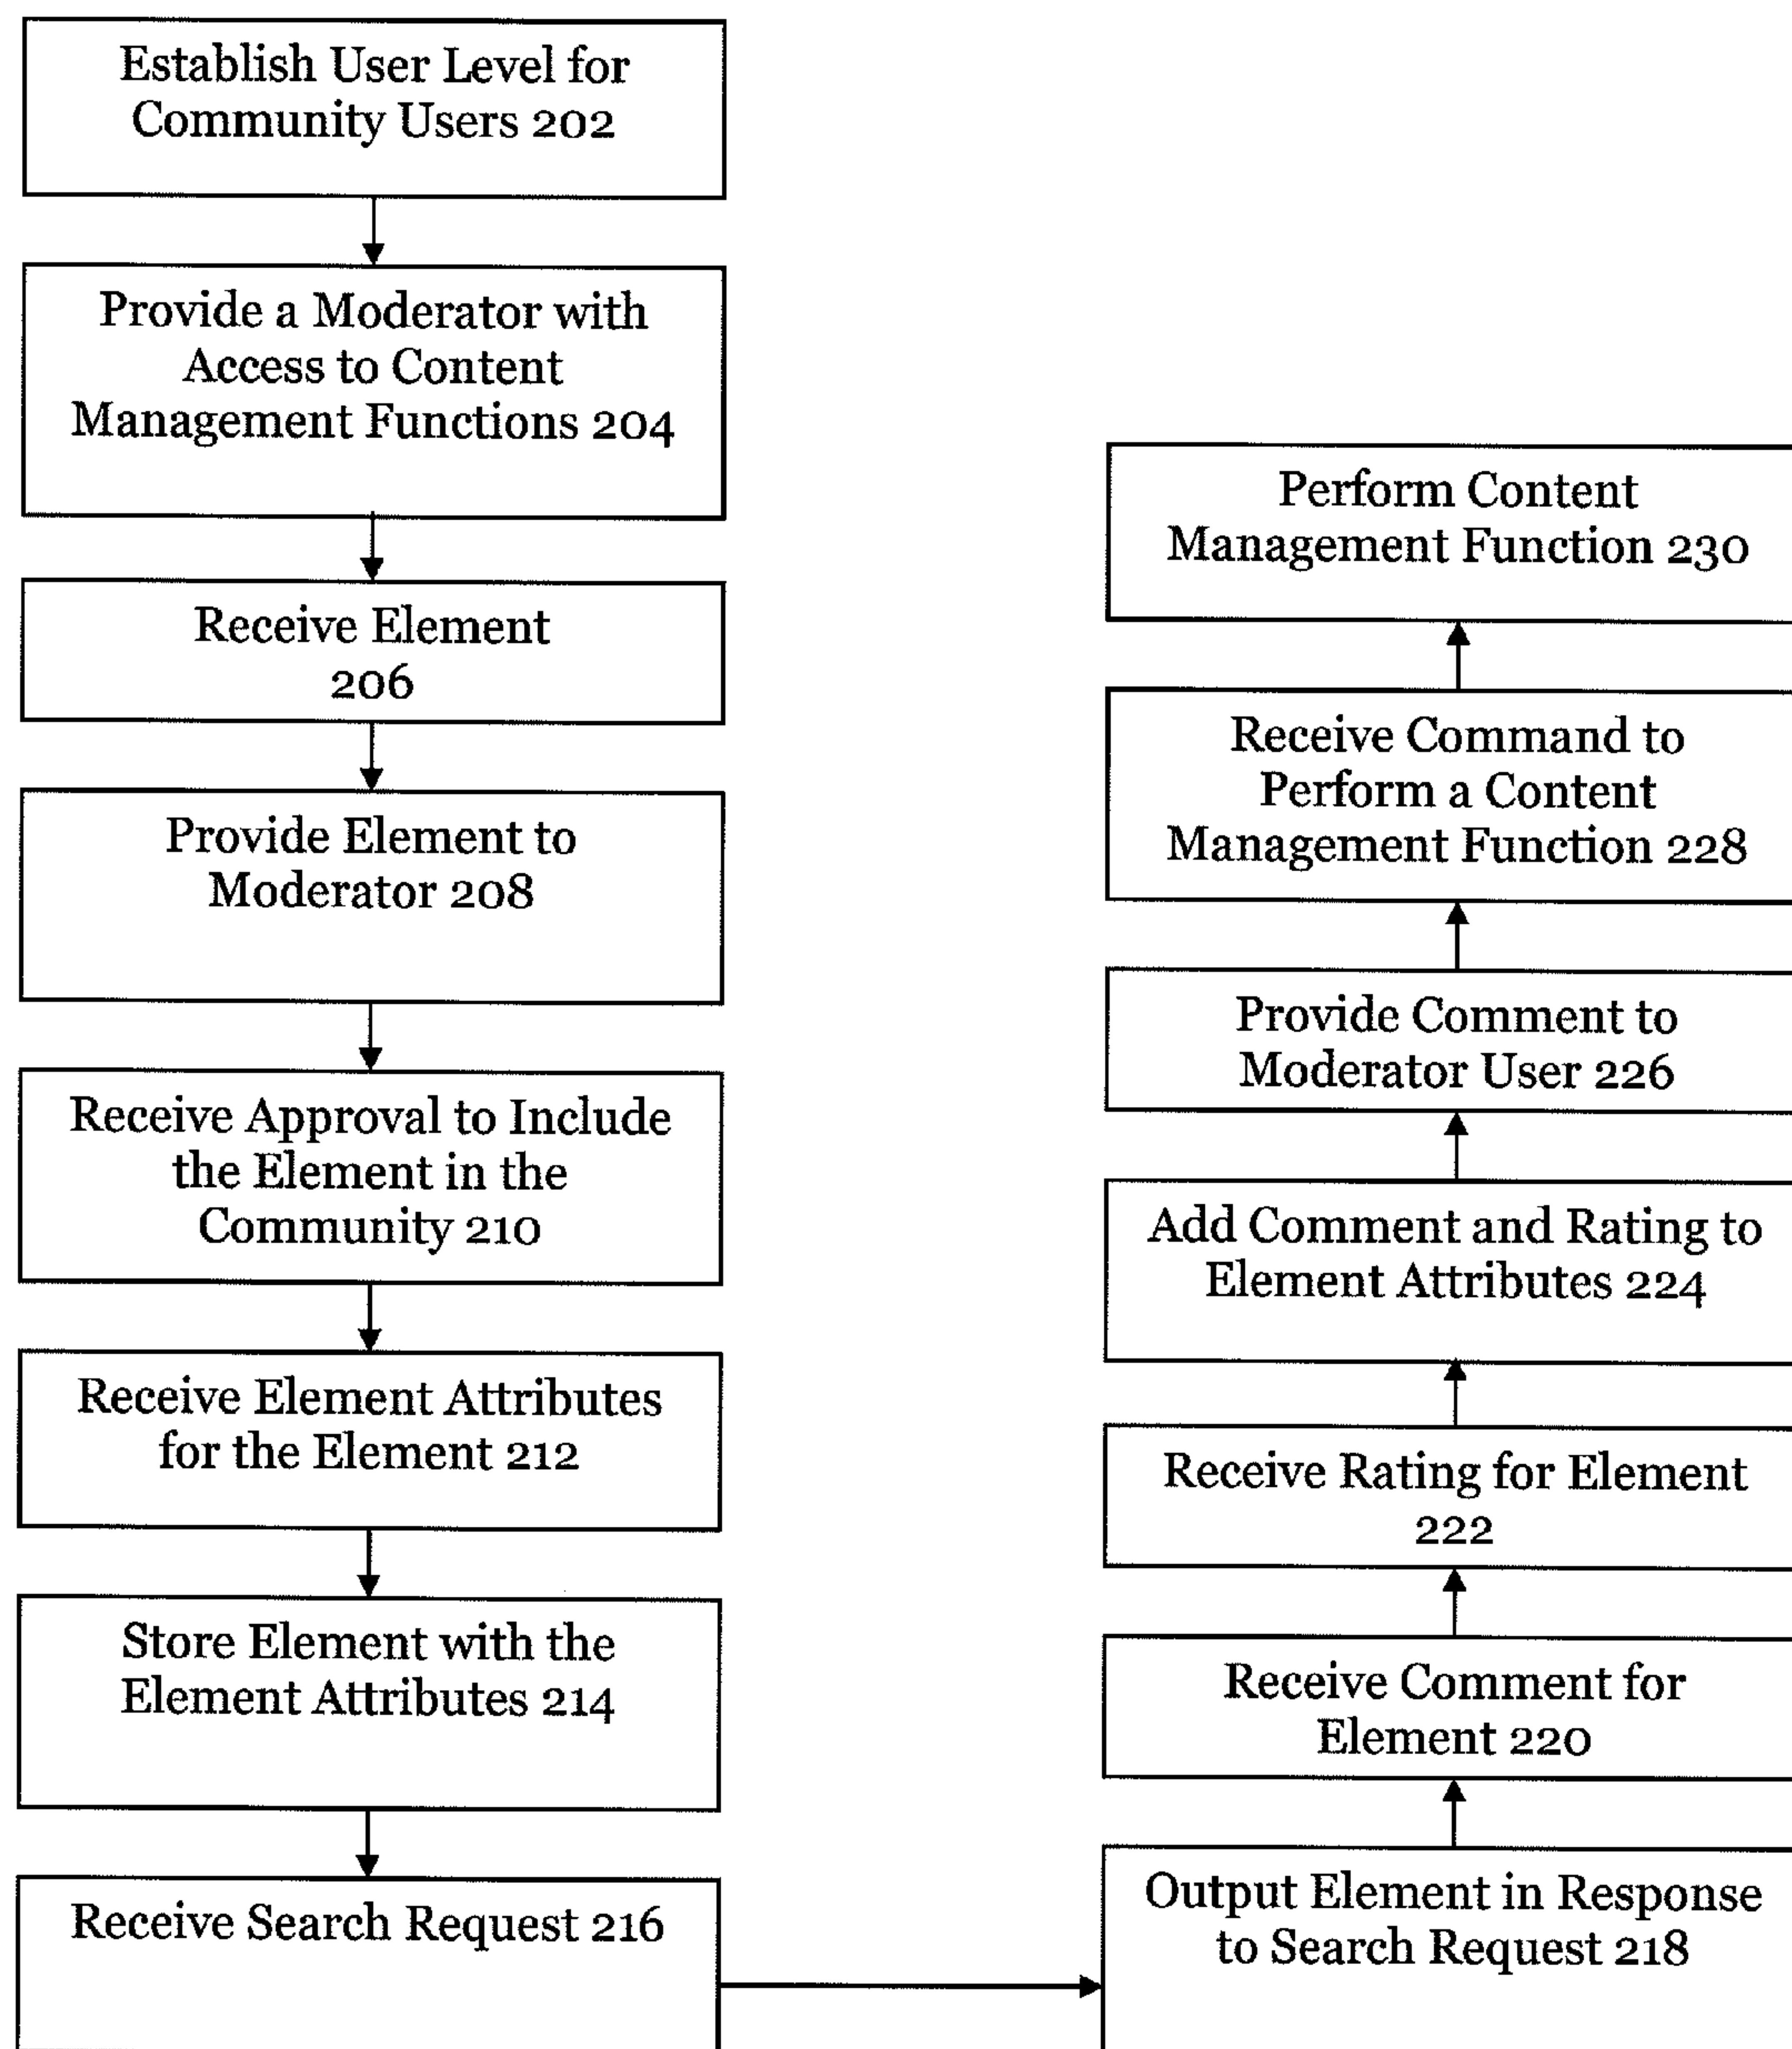 Establish User Level for
Community Users 202
Provide a Moderator with
Access to Content
Management Functions 204
Receive Element
206
Provide Element to
Moderator 208
Receive Approval to Include
the Element in the
Community 210
Receive Element Attributes
for the Element 212
Store Element with the
Element Attributes 214
Receive Search Request 216
Output Element in Response
to Search Request 218
Receive Comment for
Element 220
Receive Rating for Element
222
Add Comment and Rating to
Element Attributes 224
Provide Comment to
Moderator User 226
Receive Command to
Perform a Content
Management Function 228
Perform Content
Management Function 230